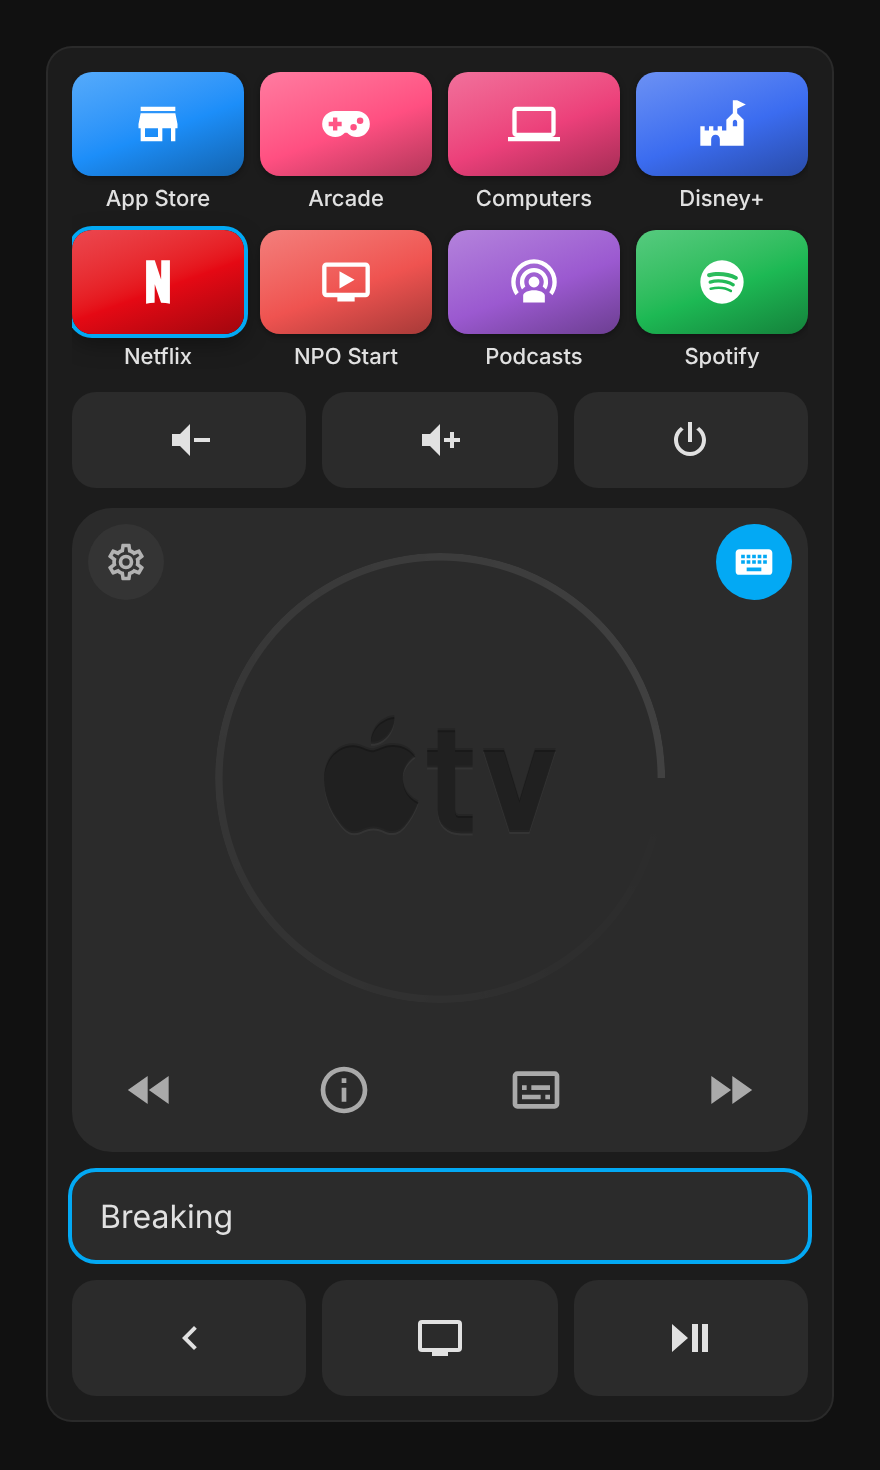 App Store
Arcade
Computers
Disney+
Netflix
NPO Start
Podcasts
Spotify
tv
Breaking